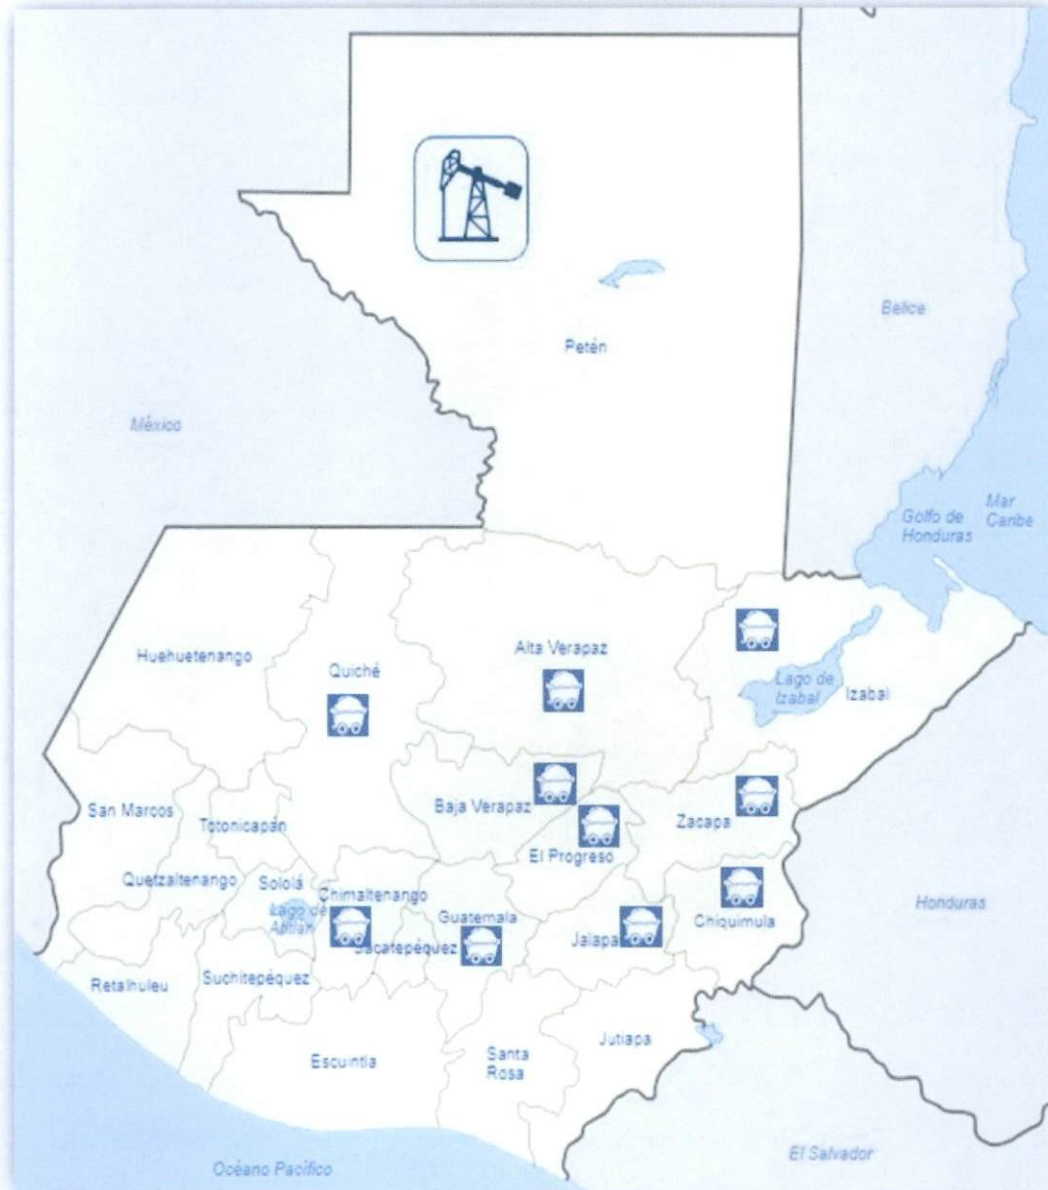 Petén
Belice
México
Golfo de
Honduras
Mar
Caribe
Huehuetenango
Quiché
Alta Verapaz
Lago de
Izabal
Izabal
San Marcos
Totonicapán
Baja Verapaz
Zacapa
El Progreso
Quetzaltenango
Sololá
Chimaltenango
Lago de
Atitlán
Guatemala
Sacatepéquez
Jalapa
Chiquimula
Honduras
Retalhuleu
Suchitepéquez
Escuintla
Santa
Rosa
Jutiapa
El Salvador
Océano Pacífico